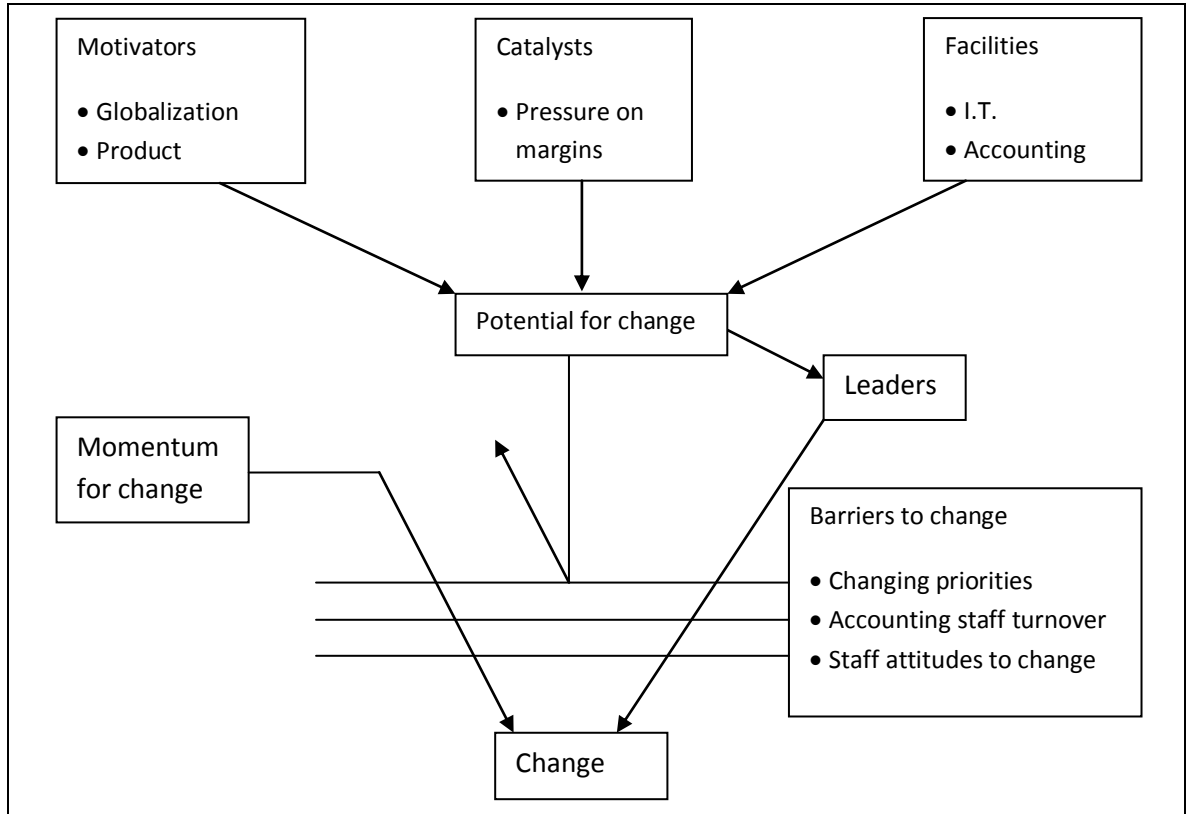 Motivators
• Globalization
• Product
Catalysts
• Pressure on
margins
Facilities
• I.T.
• Accounting
Potential for change
Leaders
Momentum
for change
Barriers to change
• Changing priorities
• Accounting staff turnover
• Staff attitudes to change
Change